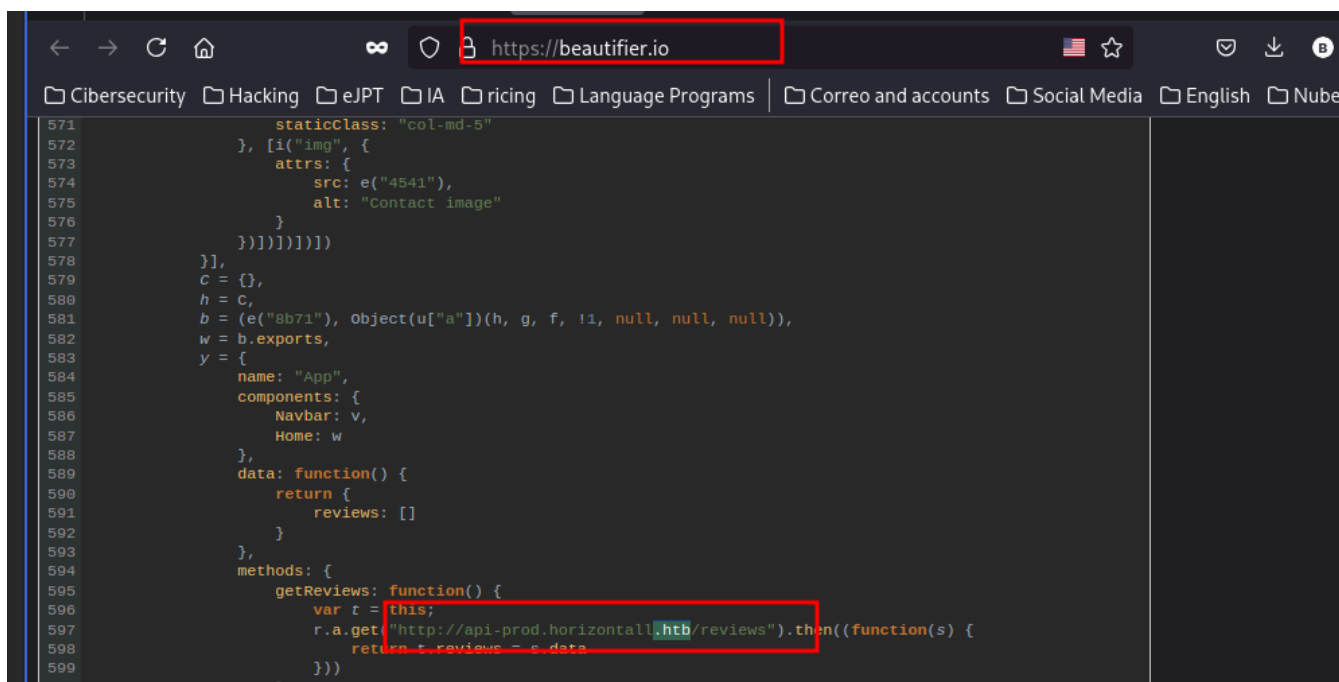 https://beautifier.io
B
Cibersecurity Hacking eJPT IA ricing Language Programs Correo and accounts Social Media English Nube
571 staticClass: "col-md-5"
572 }, [i("img", {
573 attrs: {
574 src: e("4541"),
575 alt: "Contact image"
576 }
577 })])])])])
578 }],
579 C = {},
580 h = C,
581 b = (e("8b71"), Object(u["a"])(h, g, f, !1, null, null, null)),
582 w = b.exports,
583 y = {
584 name: "App",
585 components: {
586 Navbar: v,
587 Home: w
588 },
589 data: function() {
590 return {
591 reviews: []
592 }
593 },
594 methods: {
595 getReviews: function() {
596 var t = this;
597 r.a.get("http://api-prod.horizontall.htb/reviews").then((function(s) {
598 return t.reviews = s.data
599 }))